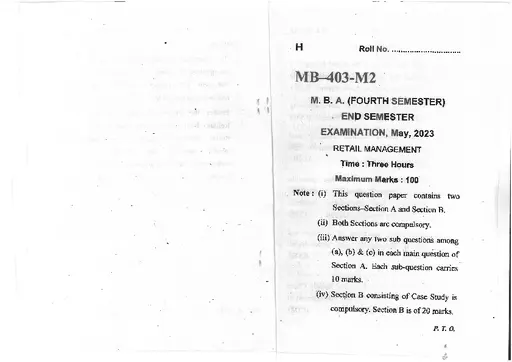 H Roll No. ..............................
MB–403-M2
M. B. A. (FOURTH SEMESTER)
END SEMESTER
EXAMINATION, May, 2023
RETAIL MANAGEMENT
Time : Three Hours
Maximum Marks : 100
Note : (i) This question paper contains two
Sections–Section A and Section B.
(ii) Both Sections are compulsory.
(iii) Answer any two sub questions among
(a), (b) & (c) in each main question of
Section A. Each sub-question carries
10 marks.
(iv) Section B consisting of Case Study is
compulsory. Section B is of 20 marks.
P. T. O.